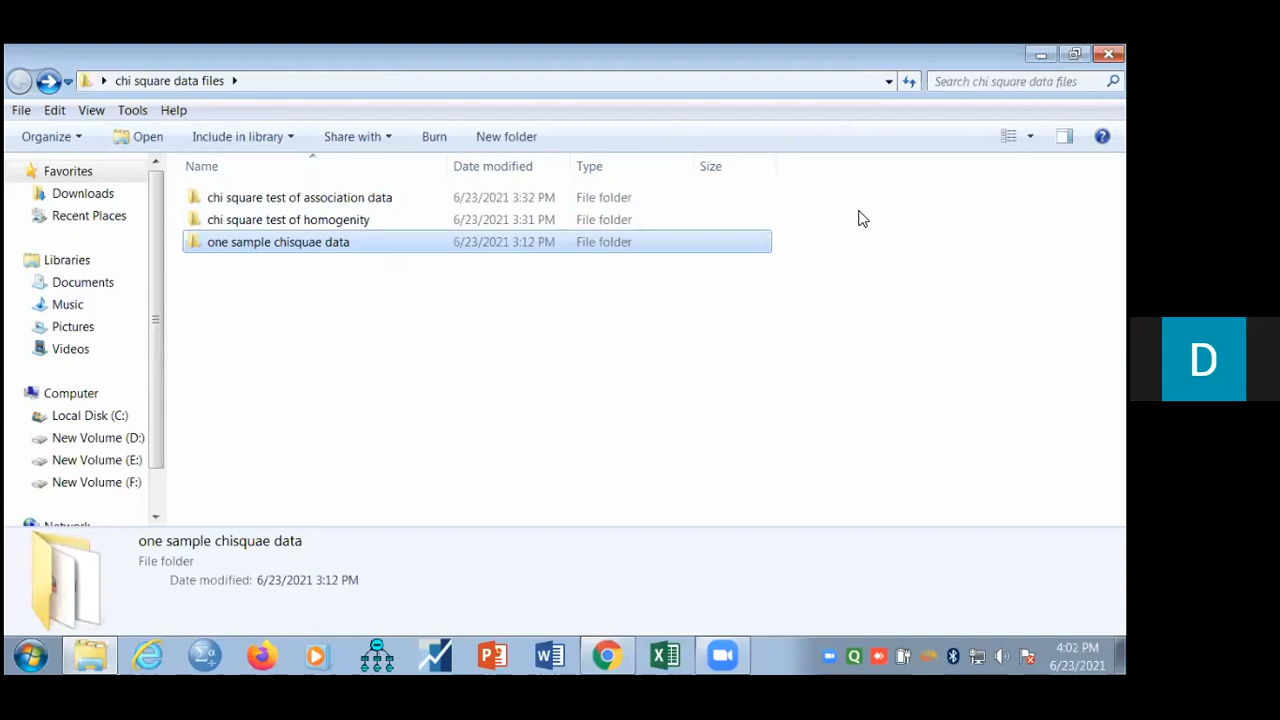 chi square data files
Search chi square data files
File Edit View Tools Help
Organize Open Include in library Share with Burn New folder
Name Date modified Type Size
Favorites
Downloads
Recent Places
Libraries
Documents
Music
Pictures
Videos
Computer
Local Disk (C:)
New Volume (D:)
New Volume (E:)
New Volume (F:)
Network
chi square test of association data 6/23/2021 3:32 PM File folder
chi square test of homogenity 6/23/2021 3:31 PM File folder
one sample chisquae data 6/23/2021 3:12 PM File folder
D
one sample chisquae data
File folder
Date modified: 6/23/2021 3:12 PM
4:02 PM
6/23/2021